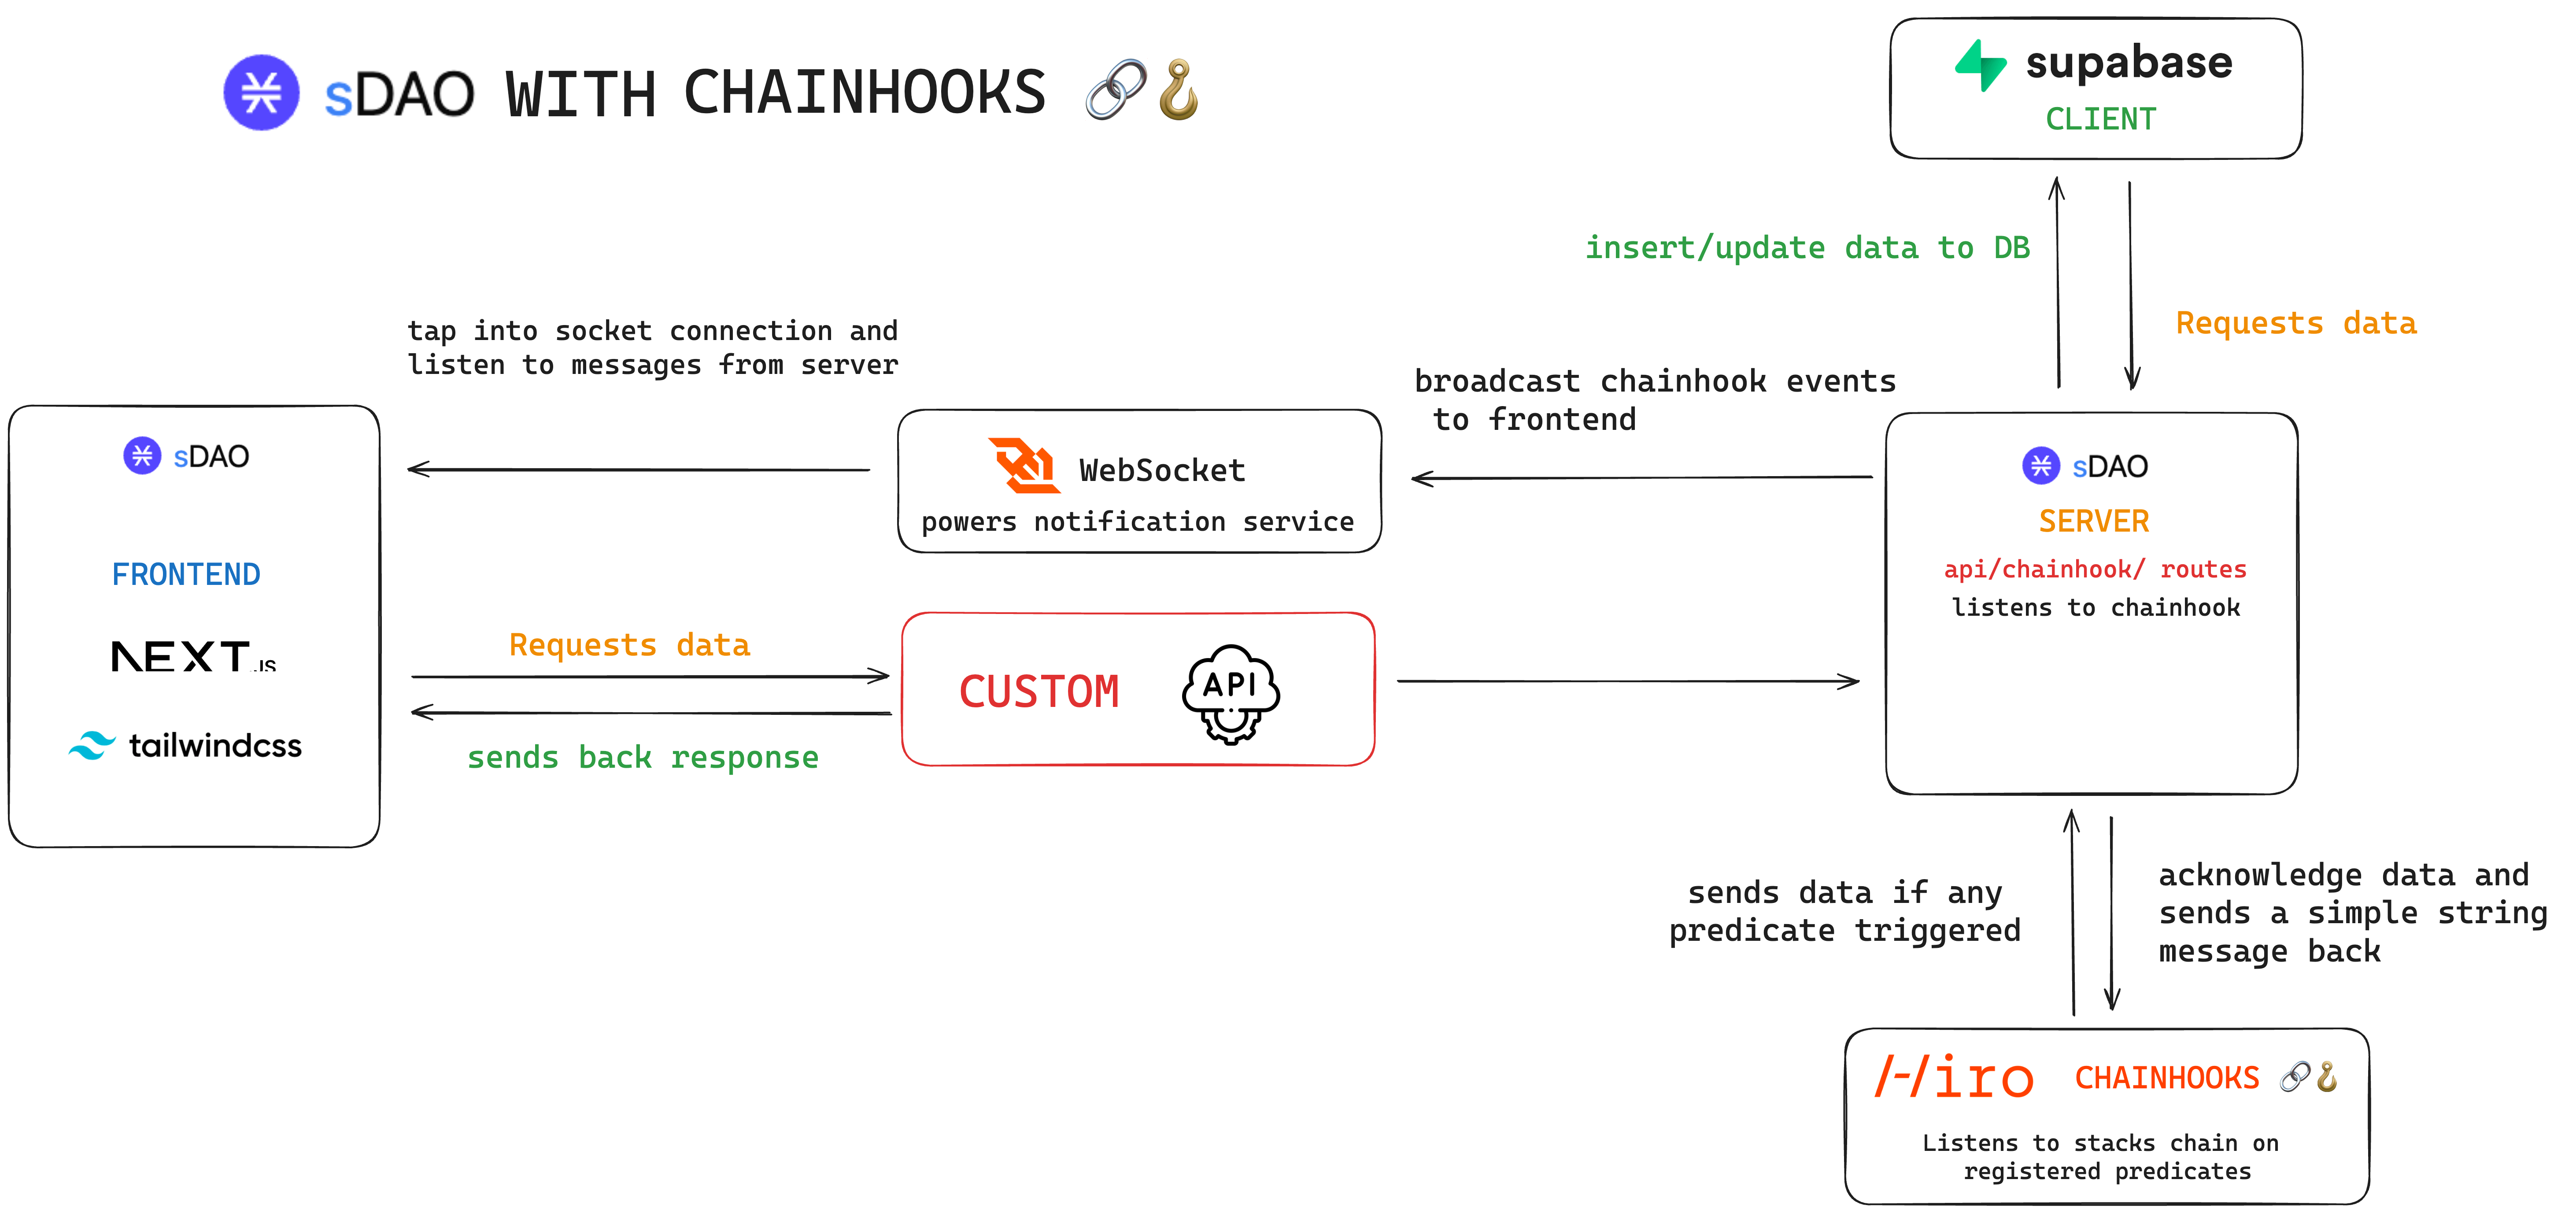 sDAO WITH CHAINHOOKS
supabase
CLIENT
insert/update data to DB
Requests data
tap into socket connection and
listen to messages from server
broadcast chainhook events
to frontend
sDAO
FRONTEND
NEXT.JS
tailwindcss
WebSocket
powers notification service
Requests data
sends back response
CUSTOM
API
sDAO
SERVER
api/chainhook/ routes
listens to chainhook
sends data if any
predicate triggered
acknowledge data and
sends a simple string
message back
Hiro CHAINHOOKS
Listens to stacks chain on
registered predicates